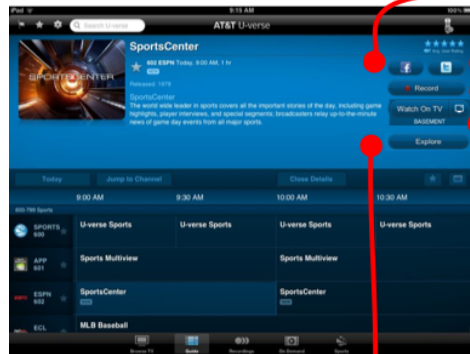 iPad
9:15 AM
100%
Search U-verse
AT&T U-verse
SportsCenter
602 ESPN Today, 9:00 AM, 1 hr
Released: 1979
SportsCenter
The world wide leader in sports covers all the important stories of the day, including game
highlights, player interviews, and special segments; broadcasters relay up-to-the-minute
news of game day events from all major sports.
SPORTSCENTER
Record
Watch On TV
BASEMENT
Explore
Today
Jump to Channel
Close Details
9:00 AM
9:30 AM
10:00 AM
10:30 AM
600-799 Sports
SPORTS
600
U-verse Sports
U-verse Sports
U-verse Sports
U-verse Sports
APP
601
Sports Multiview
Sports Multiview
ESPN
602
SportsCenter
SportsCenter
ECL
MLB Baseball
Browse TV
Guide
Recordings
On Demand
Sports